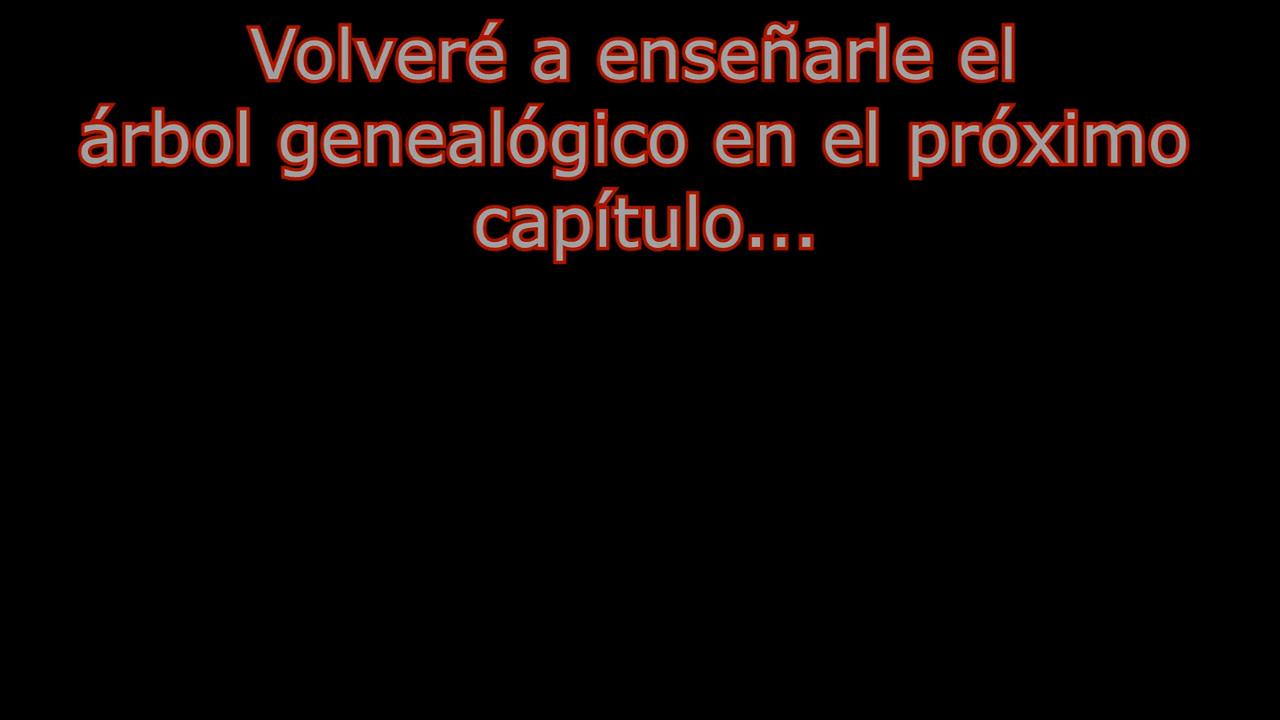 Volveré a enseñarle el
árbol genealógico en el próximo
capítulo...